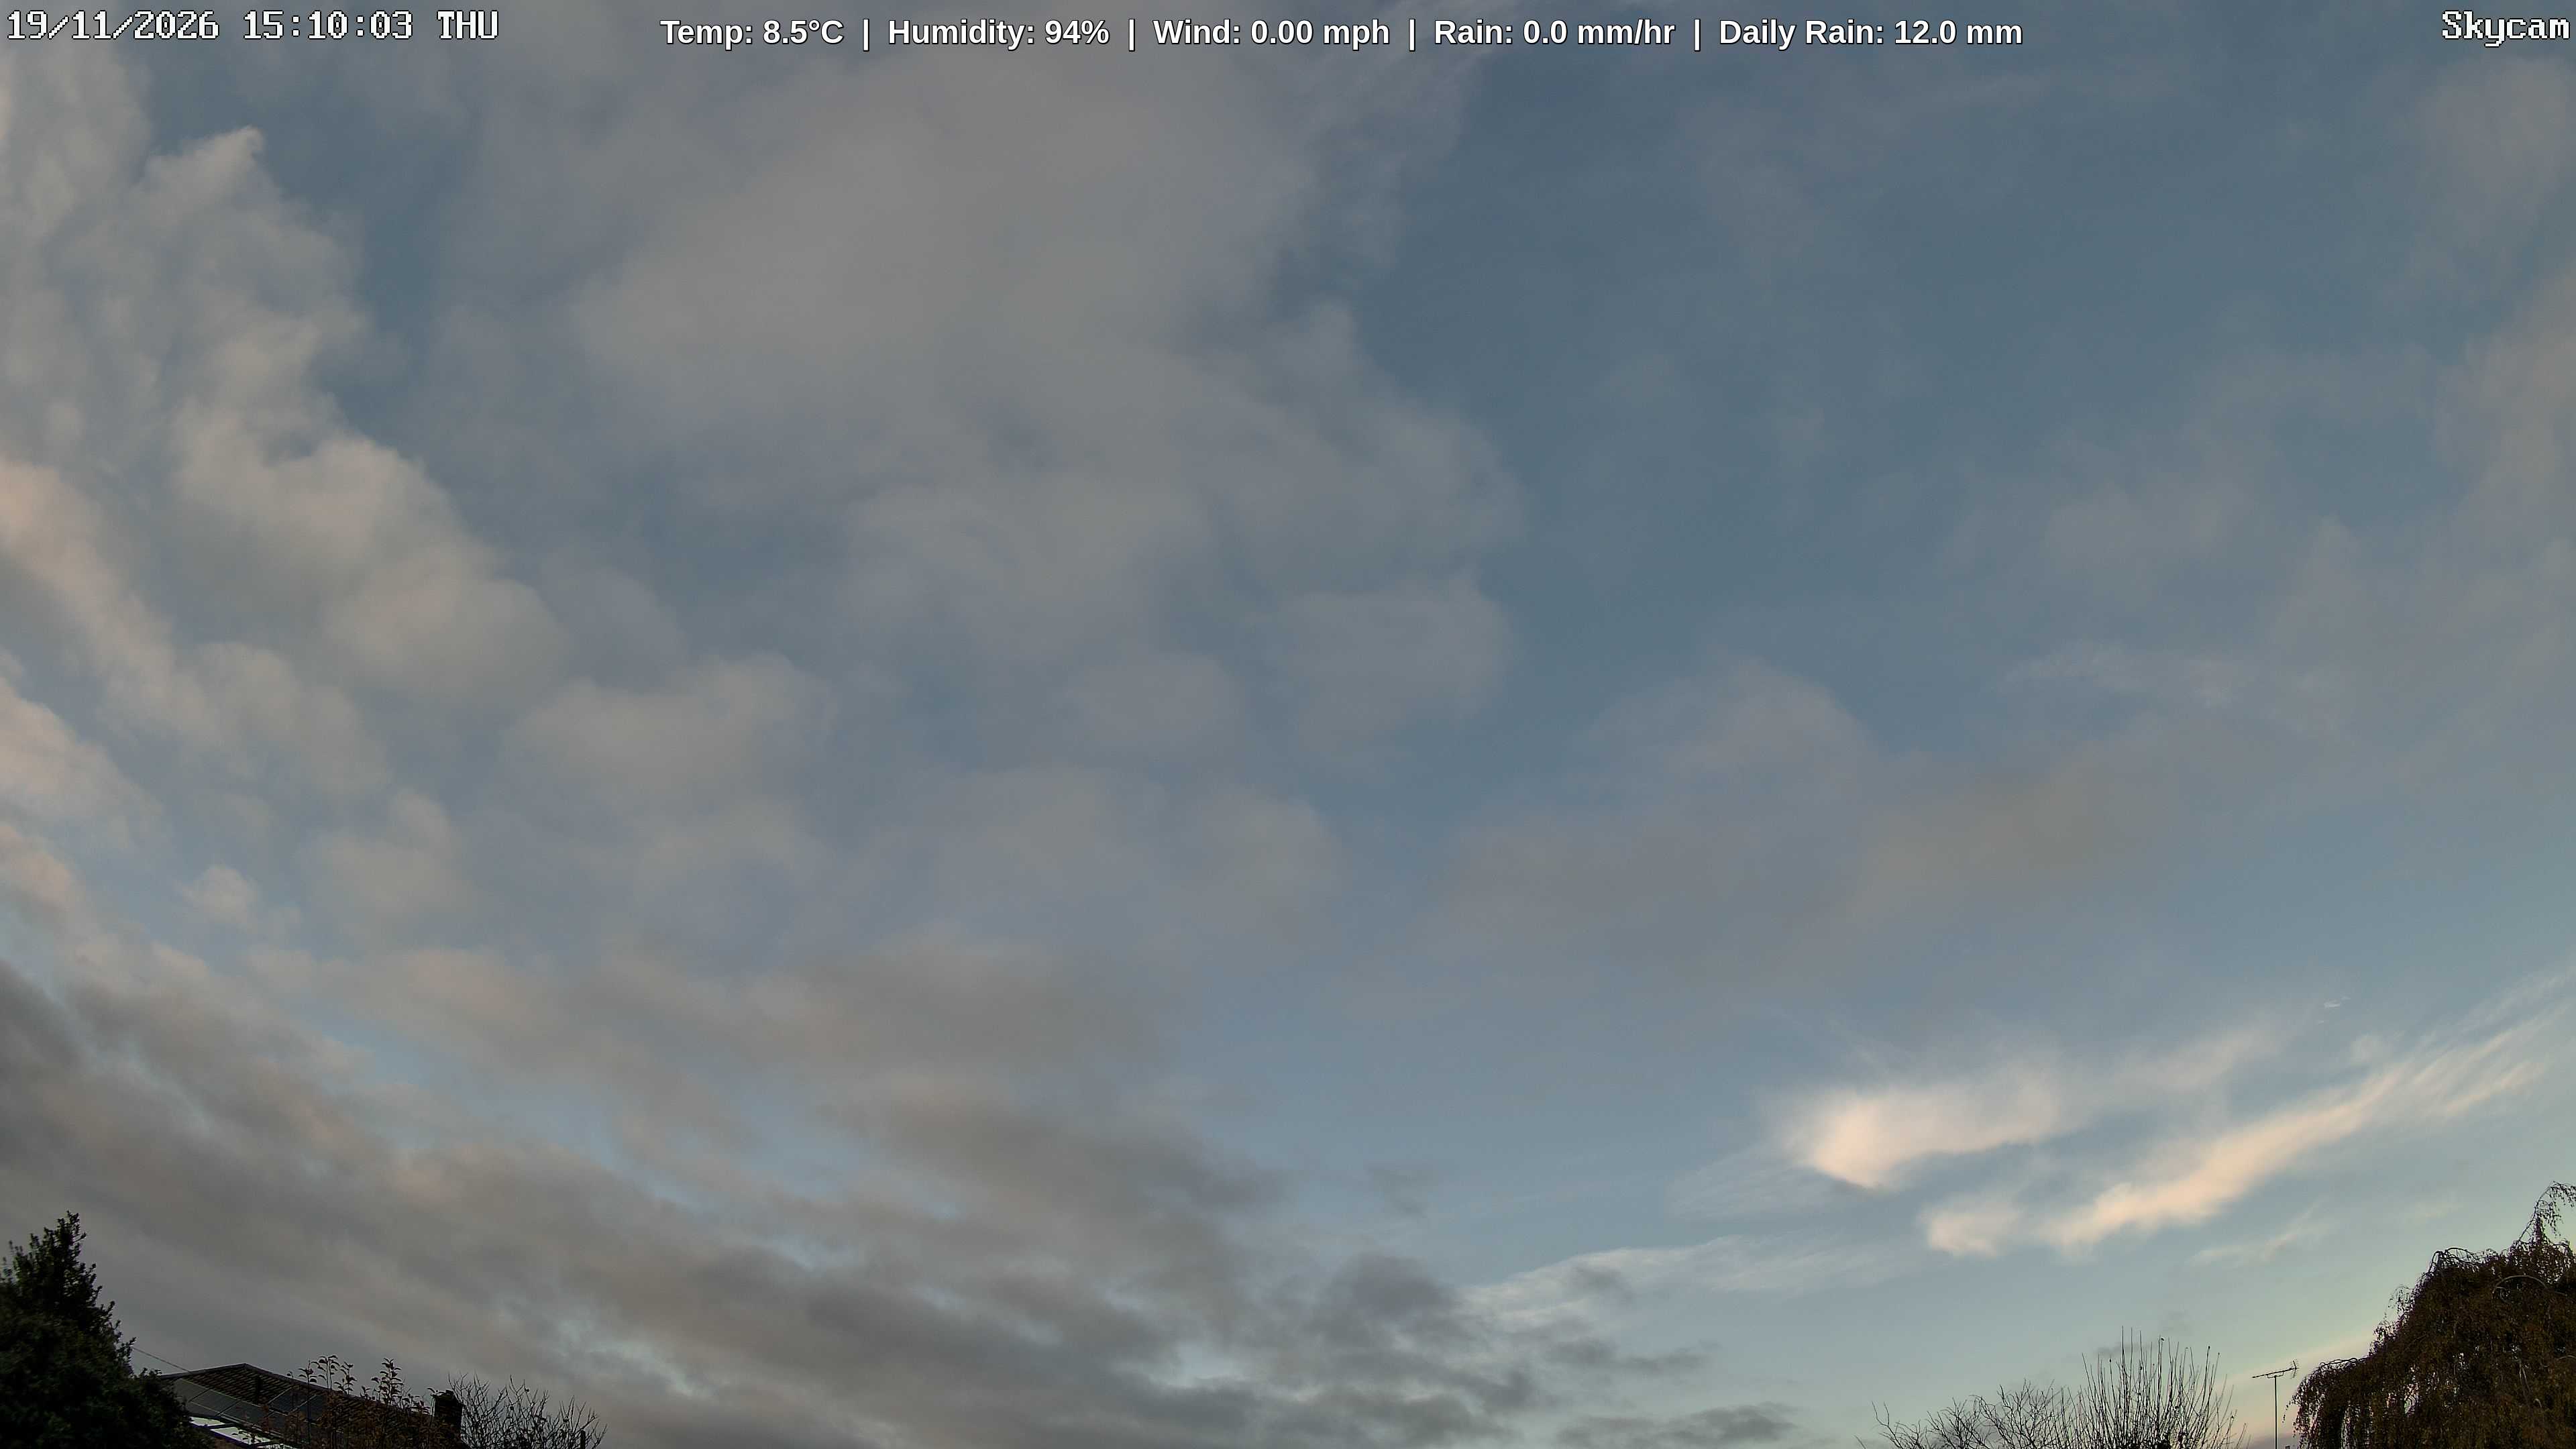 19/11/2026 15:10:03 THU
Temp: 8.5°C | Humidity: 94% | Wind: 0.00 mph | Rain: 0.0 mm/hr | Daily Rain: 12.0 mm
Skycam